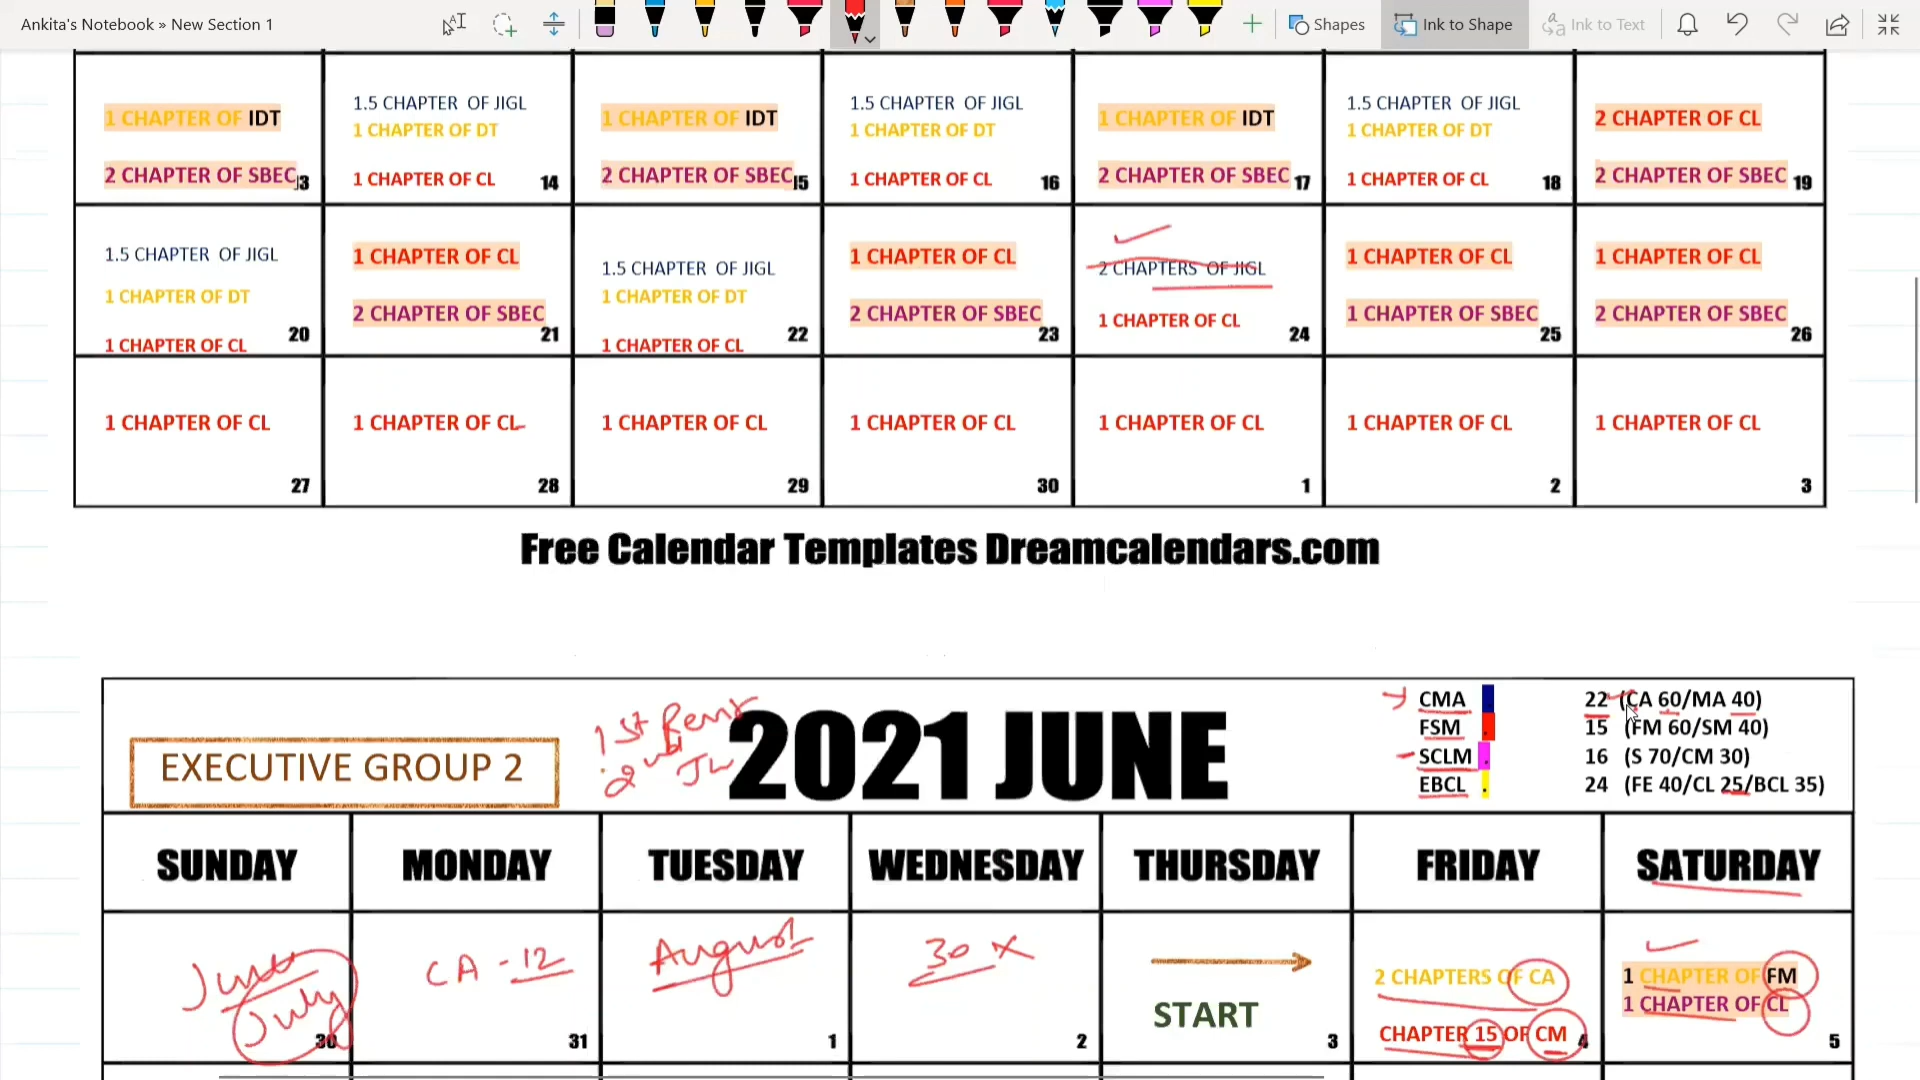 Ankita's Notebook » New Section 1
Shapes
Ink to Shape
Ink to Text
1 CHAPTER OF IDT
2 CHAPTER OF SBEC
13
1.5 CHAPTER OF JIGL
1 CHAPTER OF DT
1 CHAPTER OF CL
14
1 CHAPTER OF IDT
2 CHAPTER OF SBEC
15
1.5 CHAPTER OF JIGL
1 CHAPTER OF DT
1 CHAPTER OF CL
16
1 CHAPTER OF IDT
2 CHAPTER OF SBEC
17
1.5 CHAPTER OF JIGL
1 CHAPTER OF DT
1 CHAPTER OF CL
18
2 CHAPTER OF CL
2 CHAPTER OF SBEC
19
1.5 CHAPTER OF JIGL
1 CHAPTER OF DT
1 CHAPTER OF CL
20
1 CHAPTER OF CL
2 CHAPTER OF SBEC
21
1.5 CHAPTER OF JIGL
1 CHAPTER OF DT
1 CHAPTER OF CL
22
1 CHAPTER OF CL
2 CHAPTER OF SBEC
23
2 CHAPTERS OF JIGL
1 CHAPTER OF CL
24
1 CHAPTER OF CL
1 CHAPTER OF SBEC
25
1 CHAPTER OF CL
2 CHAPTER OF SBEC
26
1 CHAPTER OF CL
27
1 CHAPTER OF CL
28
1 CHAPTER OF CL
29
1 CHAPTER OF CL
30
1 CHAPTER OF CL
1
1 CHAPTER OF CL
2
1 CHAPTER OF CL
3
Free Calendar Templates Dreamcalendars.com
EXECUTIVE GROUP 2
1st
2021 JUNE
CMA 22 (CA 60/MA 40)
FSM 15 (FM 60/SM 40)
SCLM 16 (S 70/CM 30)
EBCL 24 (FE 40/CL 25/BCL 35)
SUNDAY
MONDAY
TUESDAY
WEDNESDAY
THURSDAY
FRIDAY
SATURDAY
June
July
30
CA - 12
31
August
1
30 X
2
START
3
2 CHAPTERS OF CA
CHAPTER 15 OF CM
4
1 CHAPTER OF FM
1 CHAPTER OF CL
5